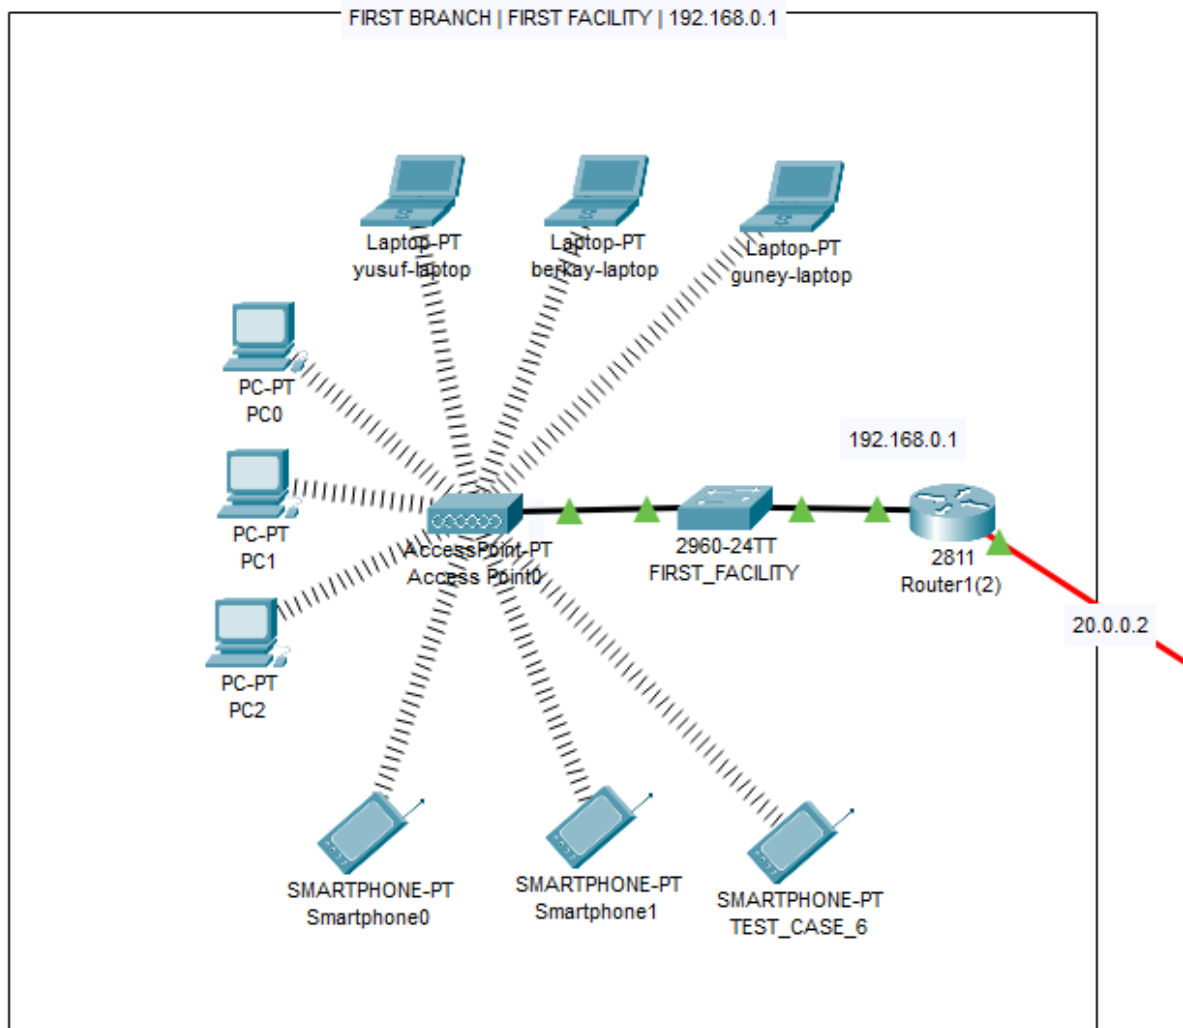 FIRST BRANCH | FIRST FACILITY | 192.168.0.1
Laptop-PT
yusuf-laptop
Laptop-PT
berkay-laptop
Laptop-PT
guney-laptop
PC-PT
PC0
PC-PT
PC1
PC-PT
PC2
AccessPoint-PT
Access Point0
2960-24TT
FIRST_FACILITY
192.168.0.1
2811
Router1(2)
20.0.0.2
SMARTPHONE-PT
Smartphone0
SMARTPHONE-PT
Smartphone1
SMARTPHONE-PT
TEST_CASE_6